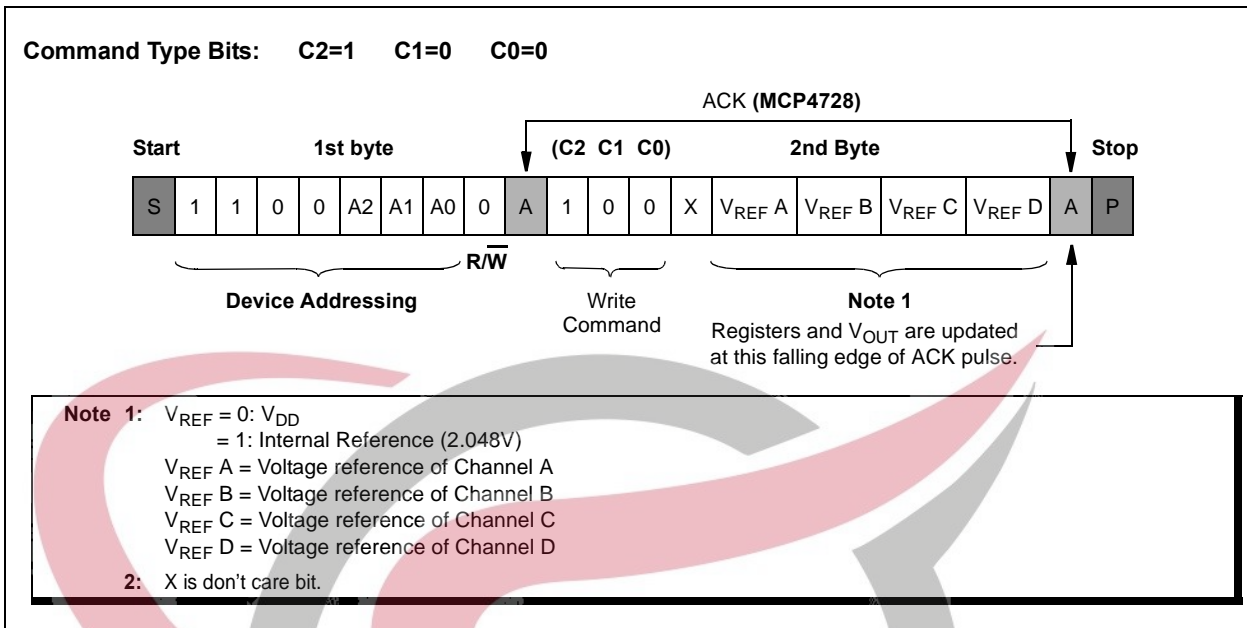 Command Type Bits: C2=1 C1=0 C0=0
ACK (MCP4728)
Start 1st byte (C2 C1 C0) 2nd Byte Stop
S 1 1 0 0 A2 A1 A0 0 A 1 0 0 X VREF A VREF B VREF C VREF D A P
R/W
Device Addressing Write Note 1
Command Registers and VOUT are updated
at this falling edge of ACK pulse.
Note 1: VREF = 0: VDD
= 1: Internal Reference (2.048V)
VREF A = Voltage reference of Channel A
VREF B = Voltage reference of Channel B
VREF C = Voltage reference of Channel C
VREF D = Voltage reference of Channel D
2: X is don't care bit.